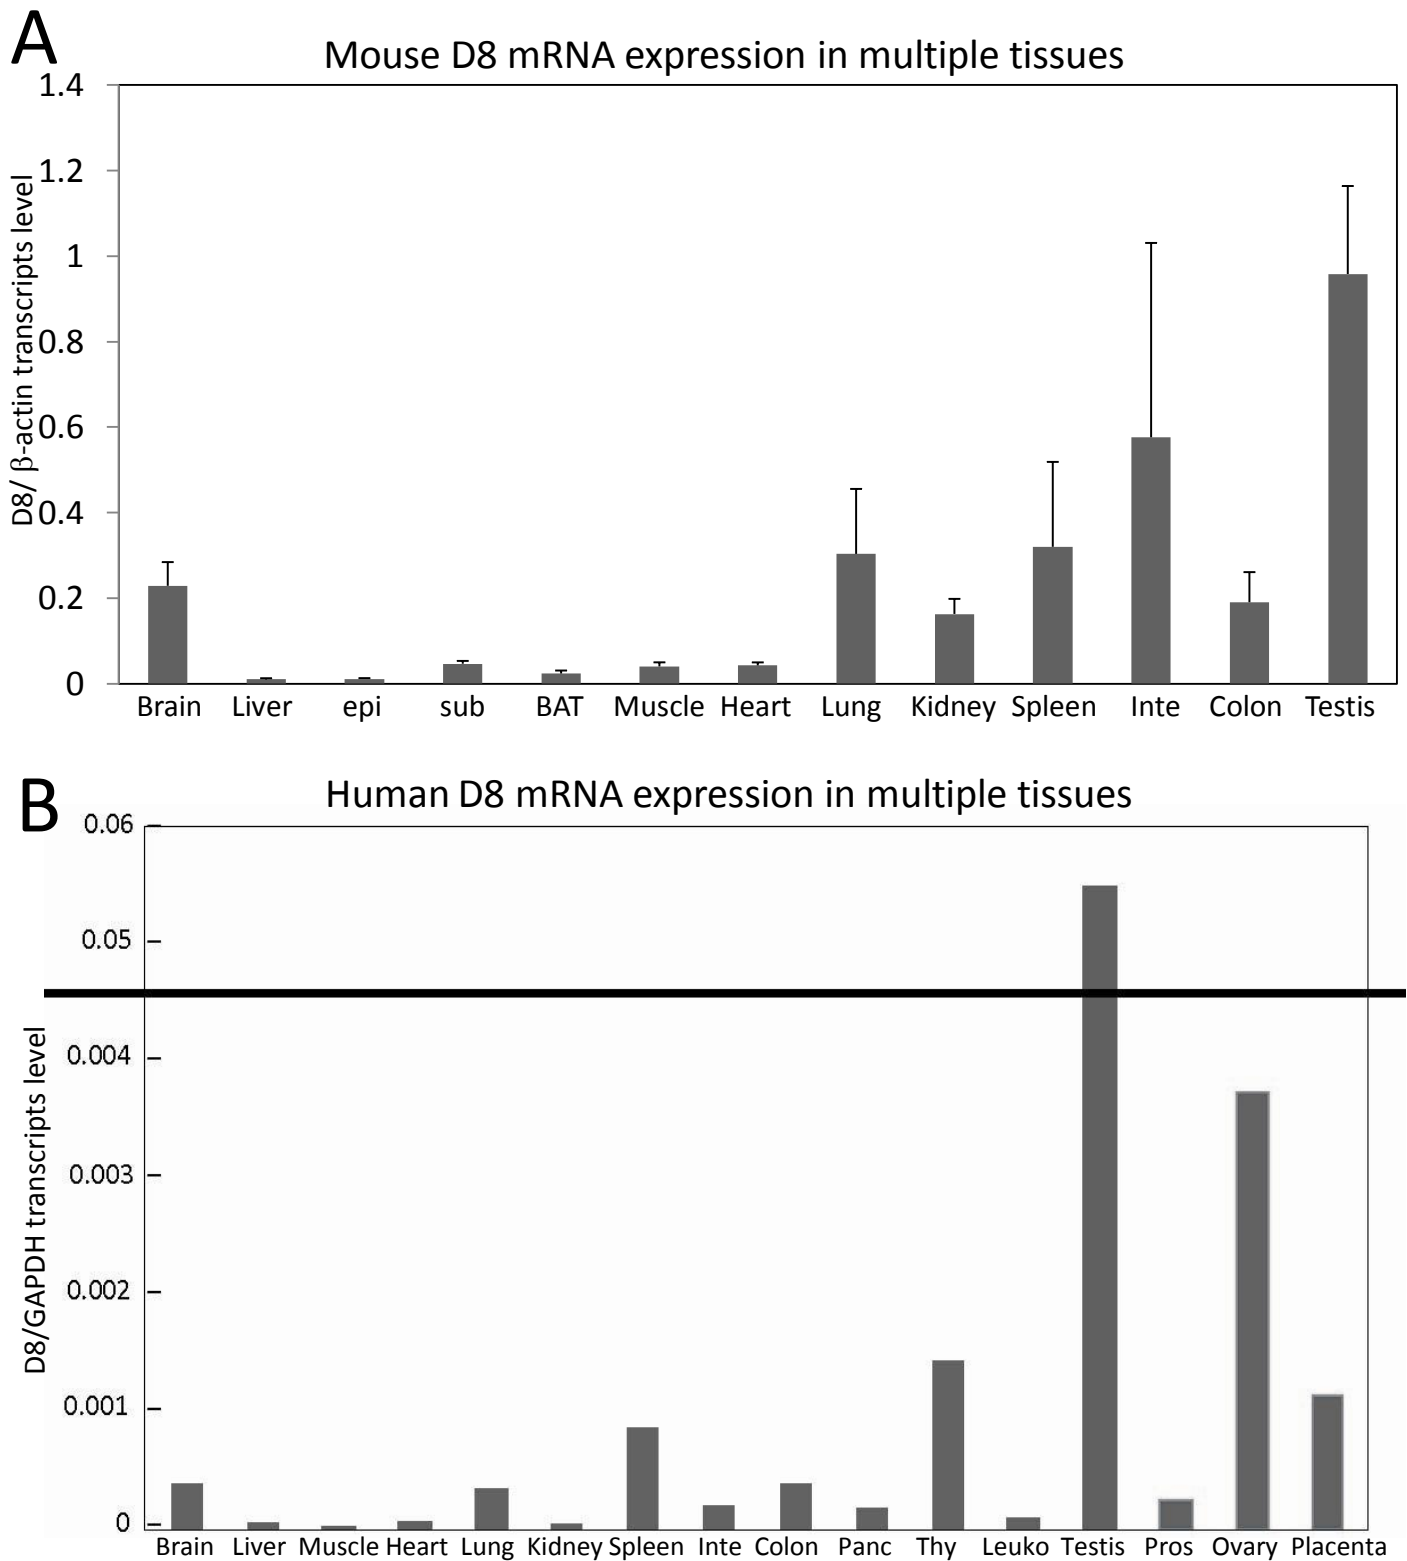 A
Mouse D8 mRNA expression in multiple tissues
D8/ β-actin transcripts level
1.4
1.2
1
0.8
0.6
0.4
0.2
0
Brain Liver epi sub BAT Muscle Heart Lung Kidney Spleen Inte Colon Testis
B
Human D8 mRNA expression in multiple tissues
D8/GAPDH transcripts level
0.06
0.05
0.004
0.003
0.002
0.001
0
Brain Liver Muscle Heart Lung Kidney Spleen Inte Colon Panc Thy Leuko Testis Pros Ovary Placenta